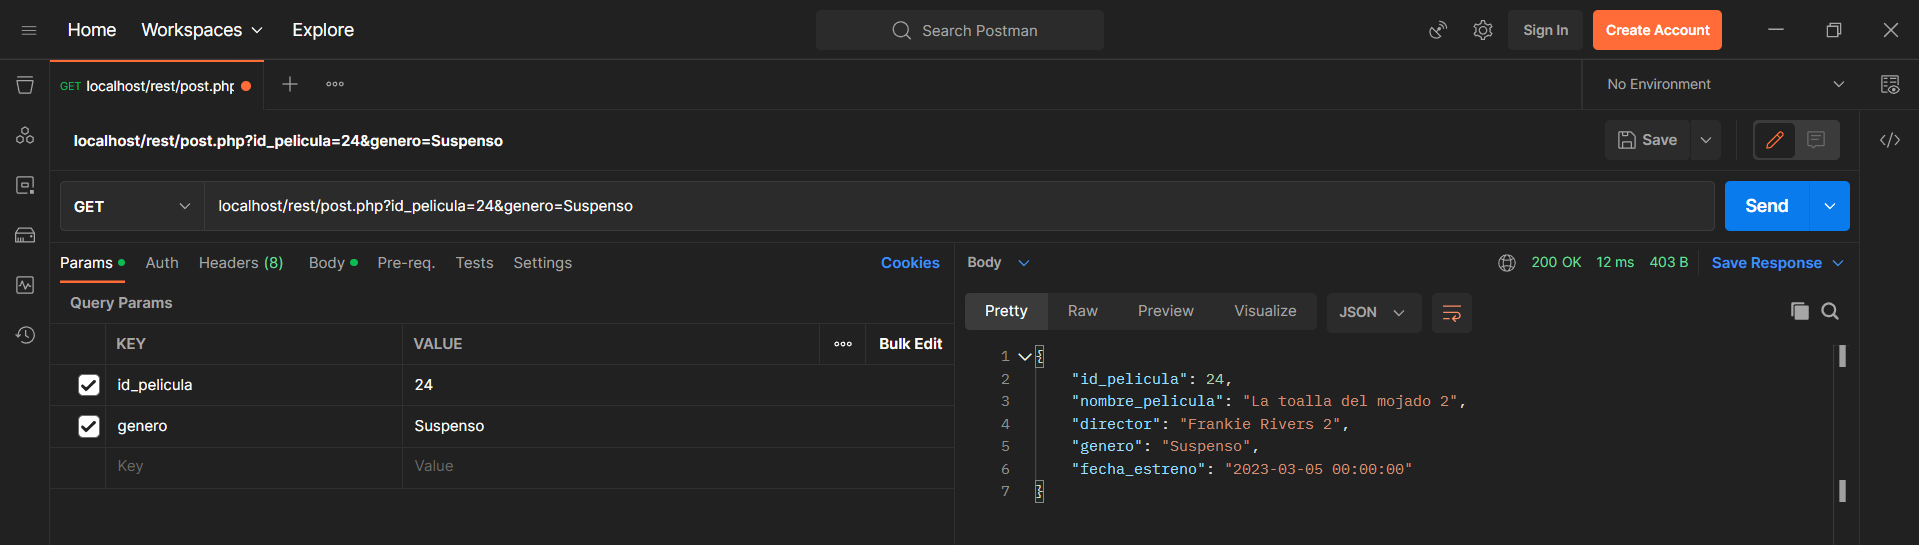 Home Workspaces Explore Search Postman Sign In Create Account
GET localhost/rest/post.php No Environment
localhost/rest/post.php?id_pelicula=24&genero=Suspenso Save
GET localhost/rest/post.php?id_pelicula=24&genero=Suspenso Send
Params Auth Headers (8) Body Pre-req. Tests Settings Cookies
Query Params
KEY VALUE Bulk Edit
id_pelicula 24
genero Suspenso
Key Value
Body 200 OK 12 ms 403 B Save Response
Pretty Raw Preview Visualize JSON
1 {
2 "id_pelicula": 24,
3 "nombre_pelicula": "La toalla del mojado 2",
4 "director": "Frankie Rivers 2",
5 "genero": "Suspenso",
6 "fecha_estreno": "2023-03-05 00:00:00"
7 }